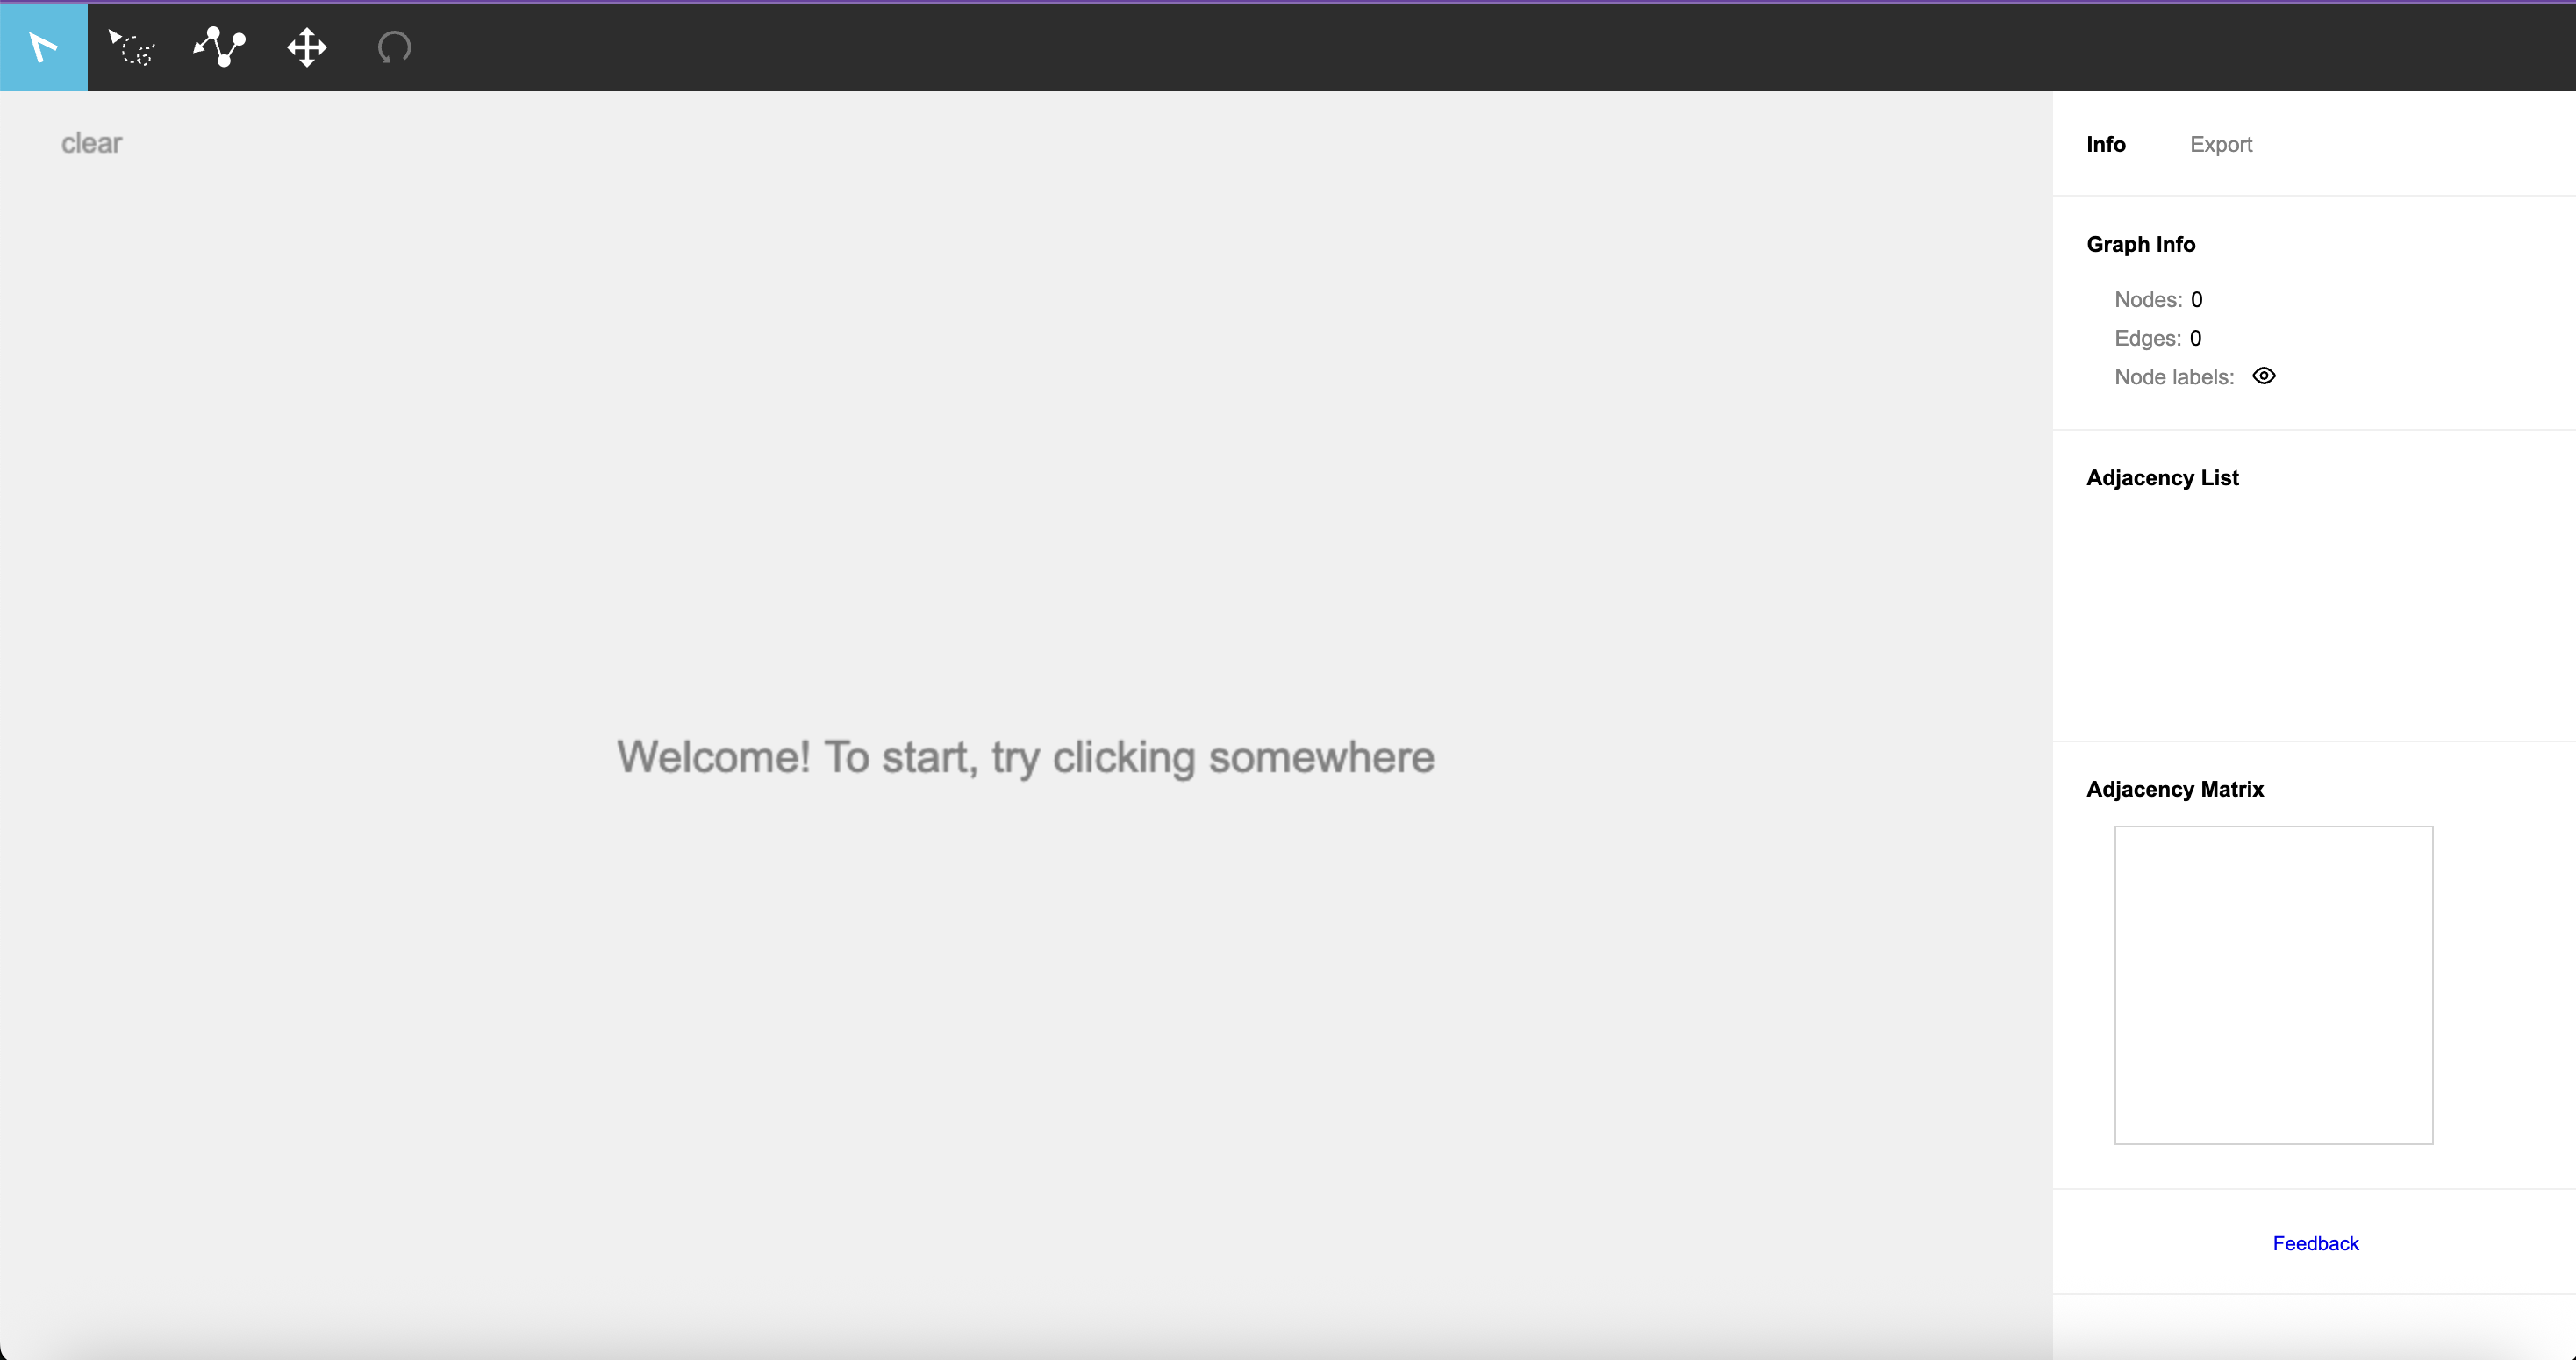 clear
Welcome! To start, try clicking somewhere
Info Export
Graph Info
Nodes: 0
Edges: 0
Node labels:
Adjacency List
Adjacency Matrix
Feedback